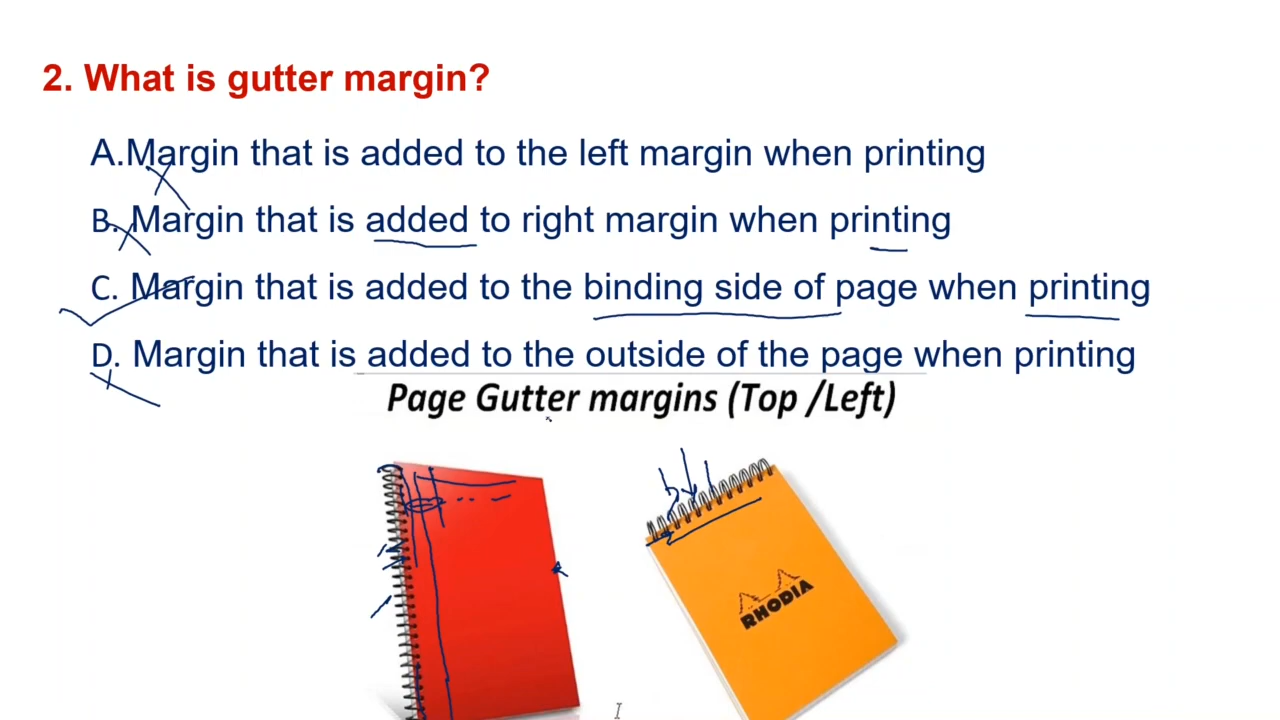 2. What is gutter margin?
A.Margin that is added to the left margin when printing
B. Margin that is added to right margin when printing
C. Margin that is added to the binding side of page when printing
D. Margin that is added to the outside of the page when printing
Page Gutter margins (Top /Left)
RHODIA